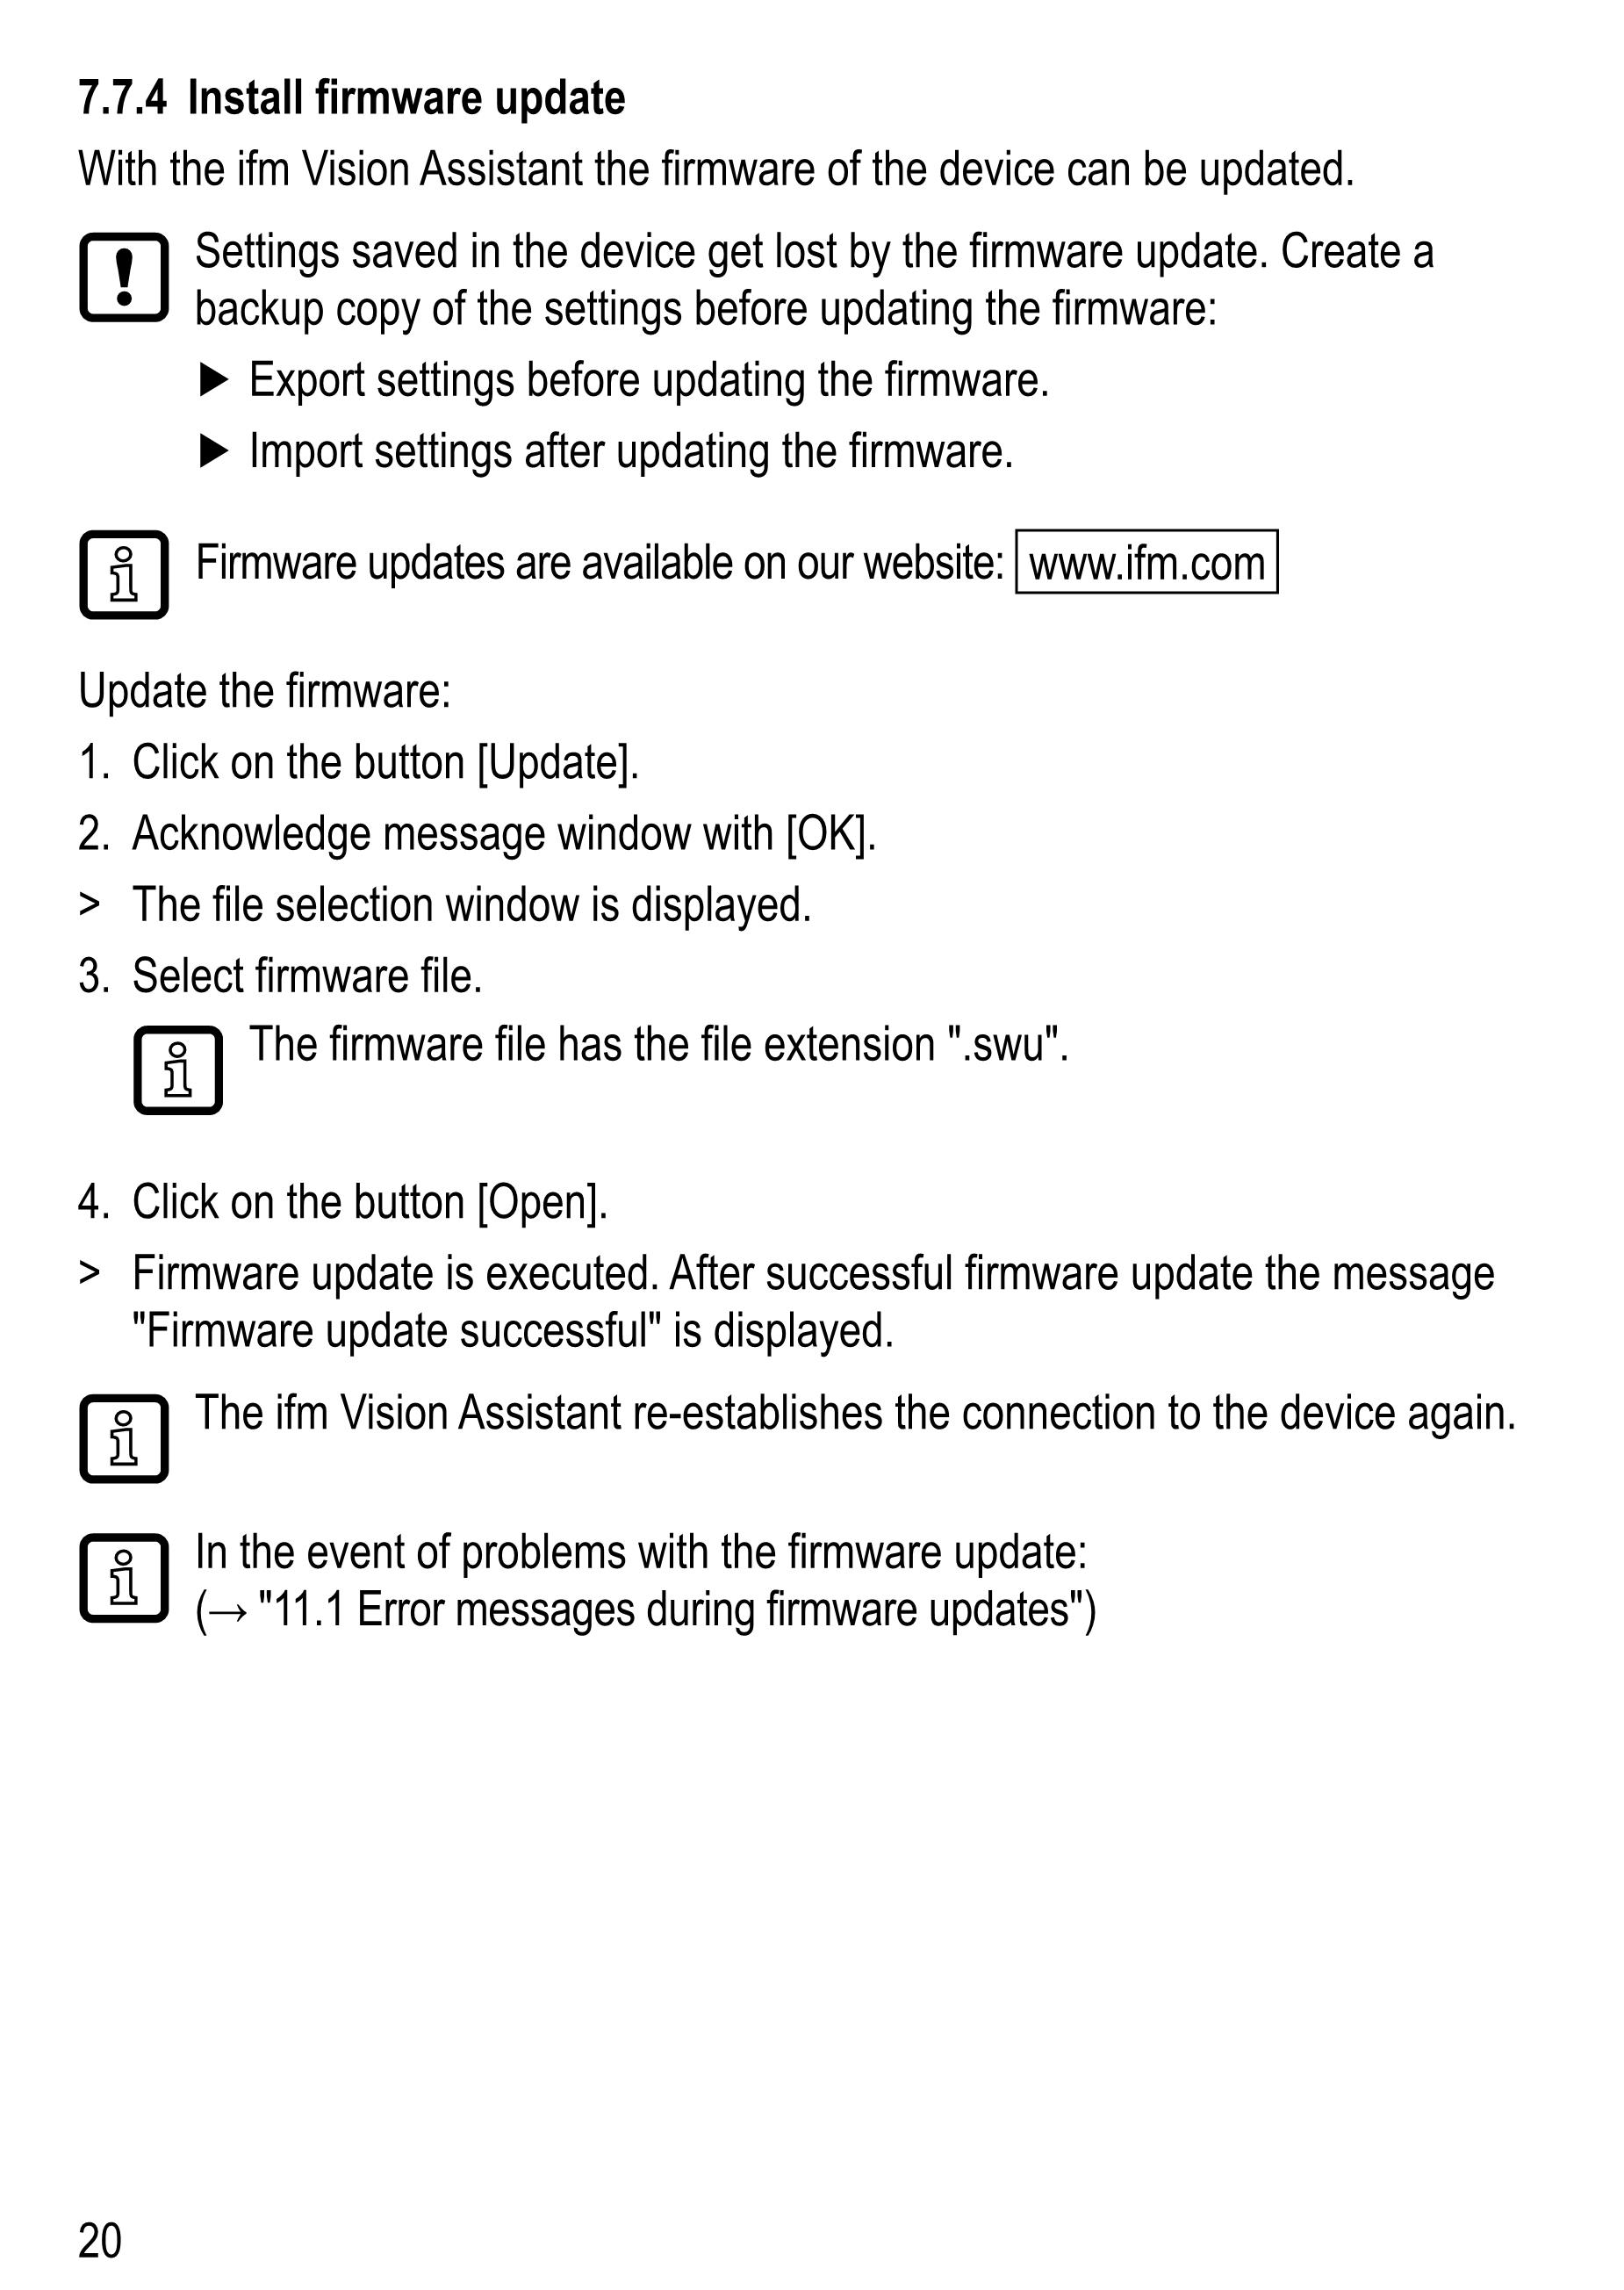 7.7.4 Install firmware update
With the ifm Vision Assistant the firmware of the device can be updated.
Settings saved in the device get lost by the firmware update. Create a
backup copy of the settings before updating the firmware:
► Export settings before updating the firmware.
► Import settings after updating the firmware.
Firmware updates are available on our website: www.ifm.com
Update the firmware:
1. Click on the button [Update].
2. Acknowledge message window with [OK].
> The file selection window is displayed.
3. Select firmware file.
The firmware file has the file extension ".swu".
4. Click on the button [Open].
> Firmware update is executed. After successful firmware update the message
"Firmware update successful" is displayed.
The ifm Vision Assistant re-establishes the connection to the device again.
In the event of problems with the firmware update:
(→ "11.1 Error messages during firmware updates")
20